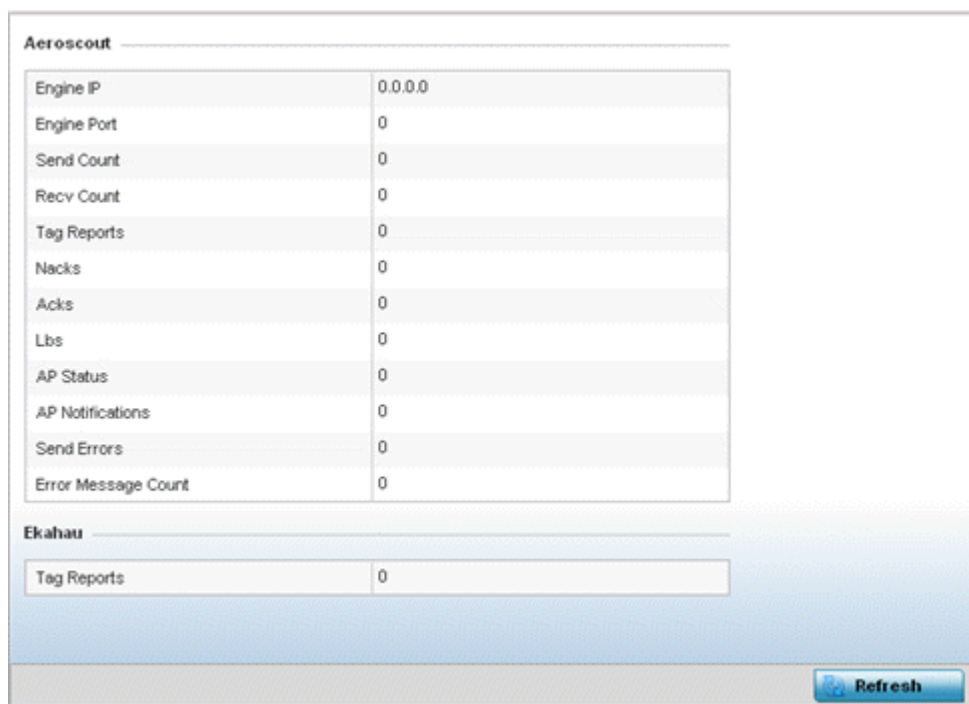 Aeroscout
Engine IP 0.0.0.0
Engine Port 0
Send Count 0
Recv Count 0
Tag Reports 0
Nacks 0
Acks 0
Lbs 0
AP Status 0
AP Notifications 0
Send Errors 0
Error Message Count 0
Ekahau
Tag Reports 0
Refresh